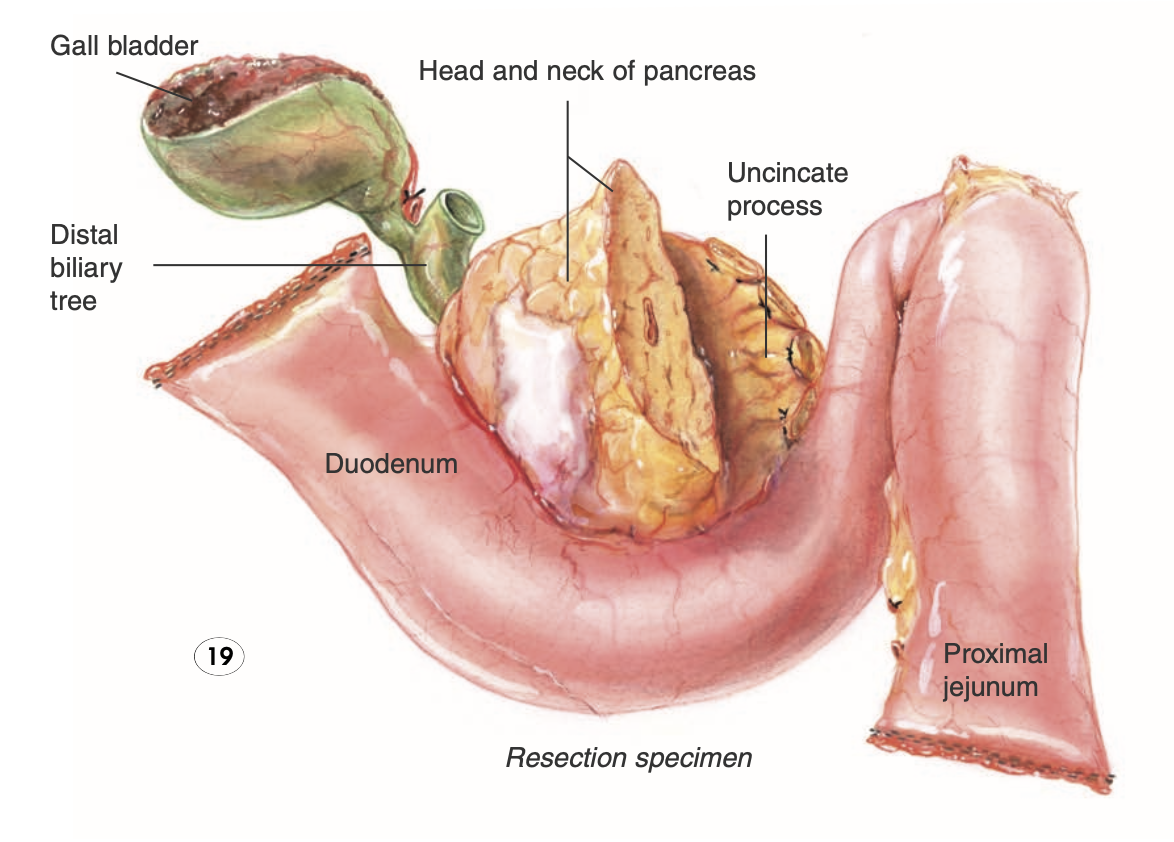 Gall bladder
Head and neck of pancreas
Uncincate
process
Distal
biliary
tree
Duodenum
19
Proximal
jejunum
Resection specimen